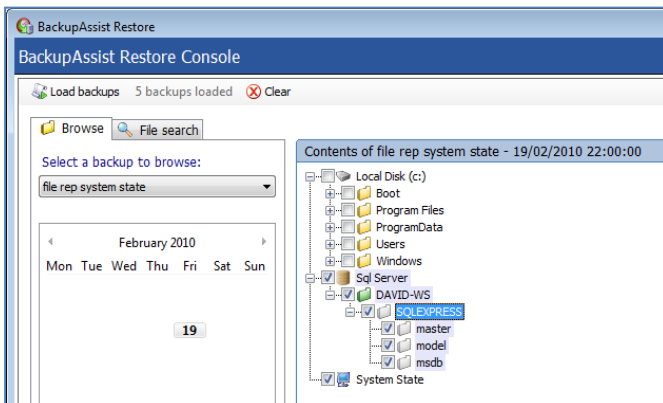 BackupAssist Restore
BackupAssist Restore Console
Load backups 5 backups loaded Clear
Browse File search
Select a backup to browse:
file rep system state
February 2010
Mon Tue Wed Thu Fri Sat Sun
19
Contents of file rep system state - 19/02/2010 22:00:00
Local Disk (c:)
Boot
Program Files
ProgramData
Users
Windows
Sql Server
DAVID-WS
SQLEXPRESS
master
model
msdb
System State